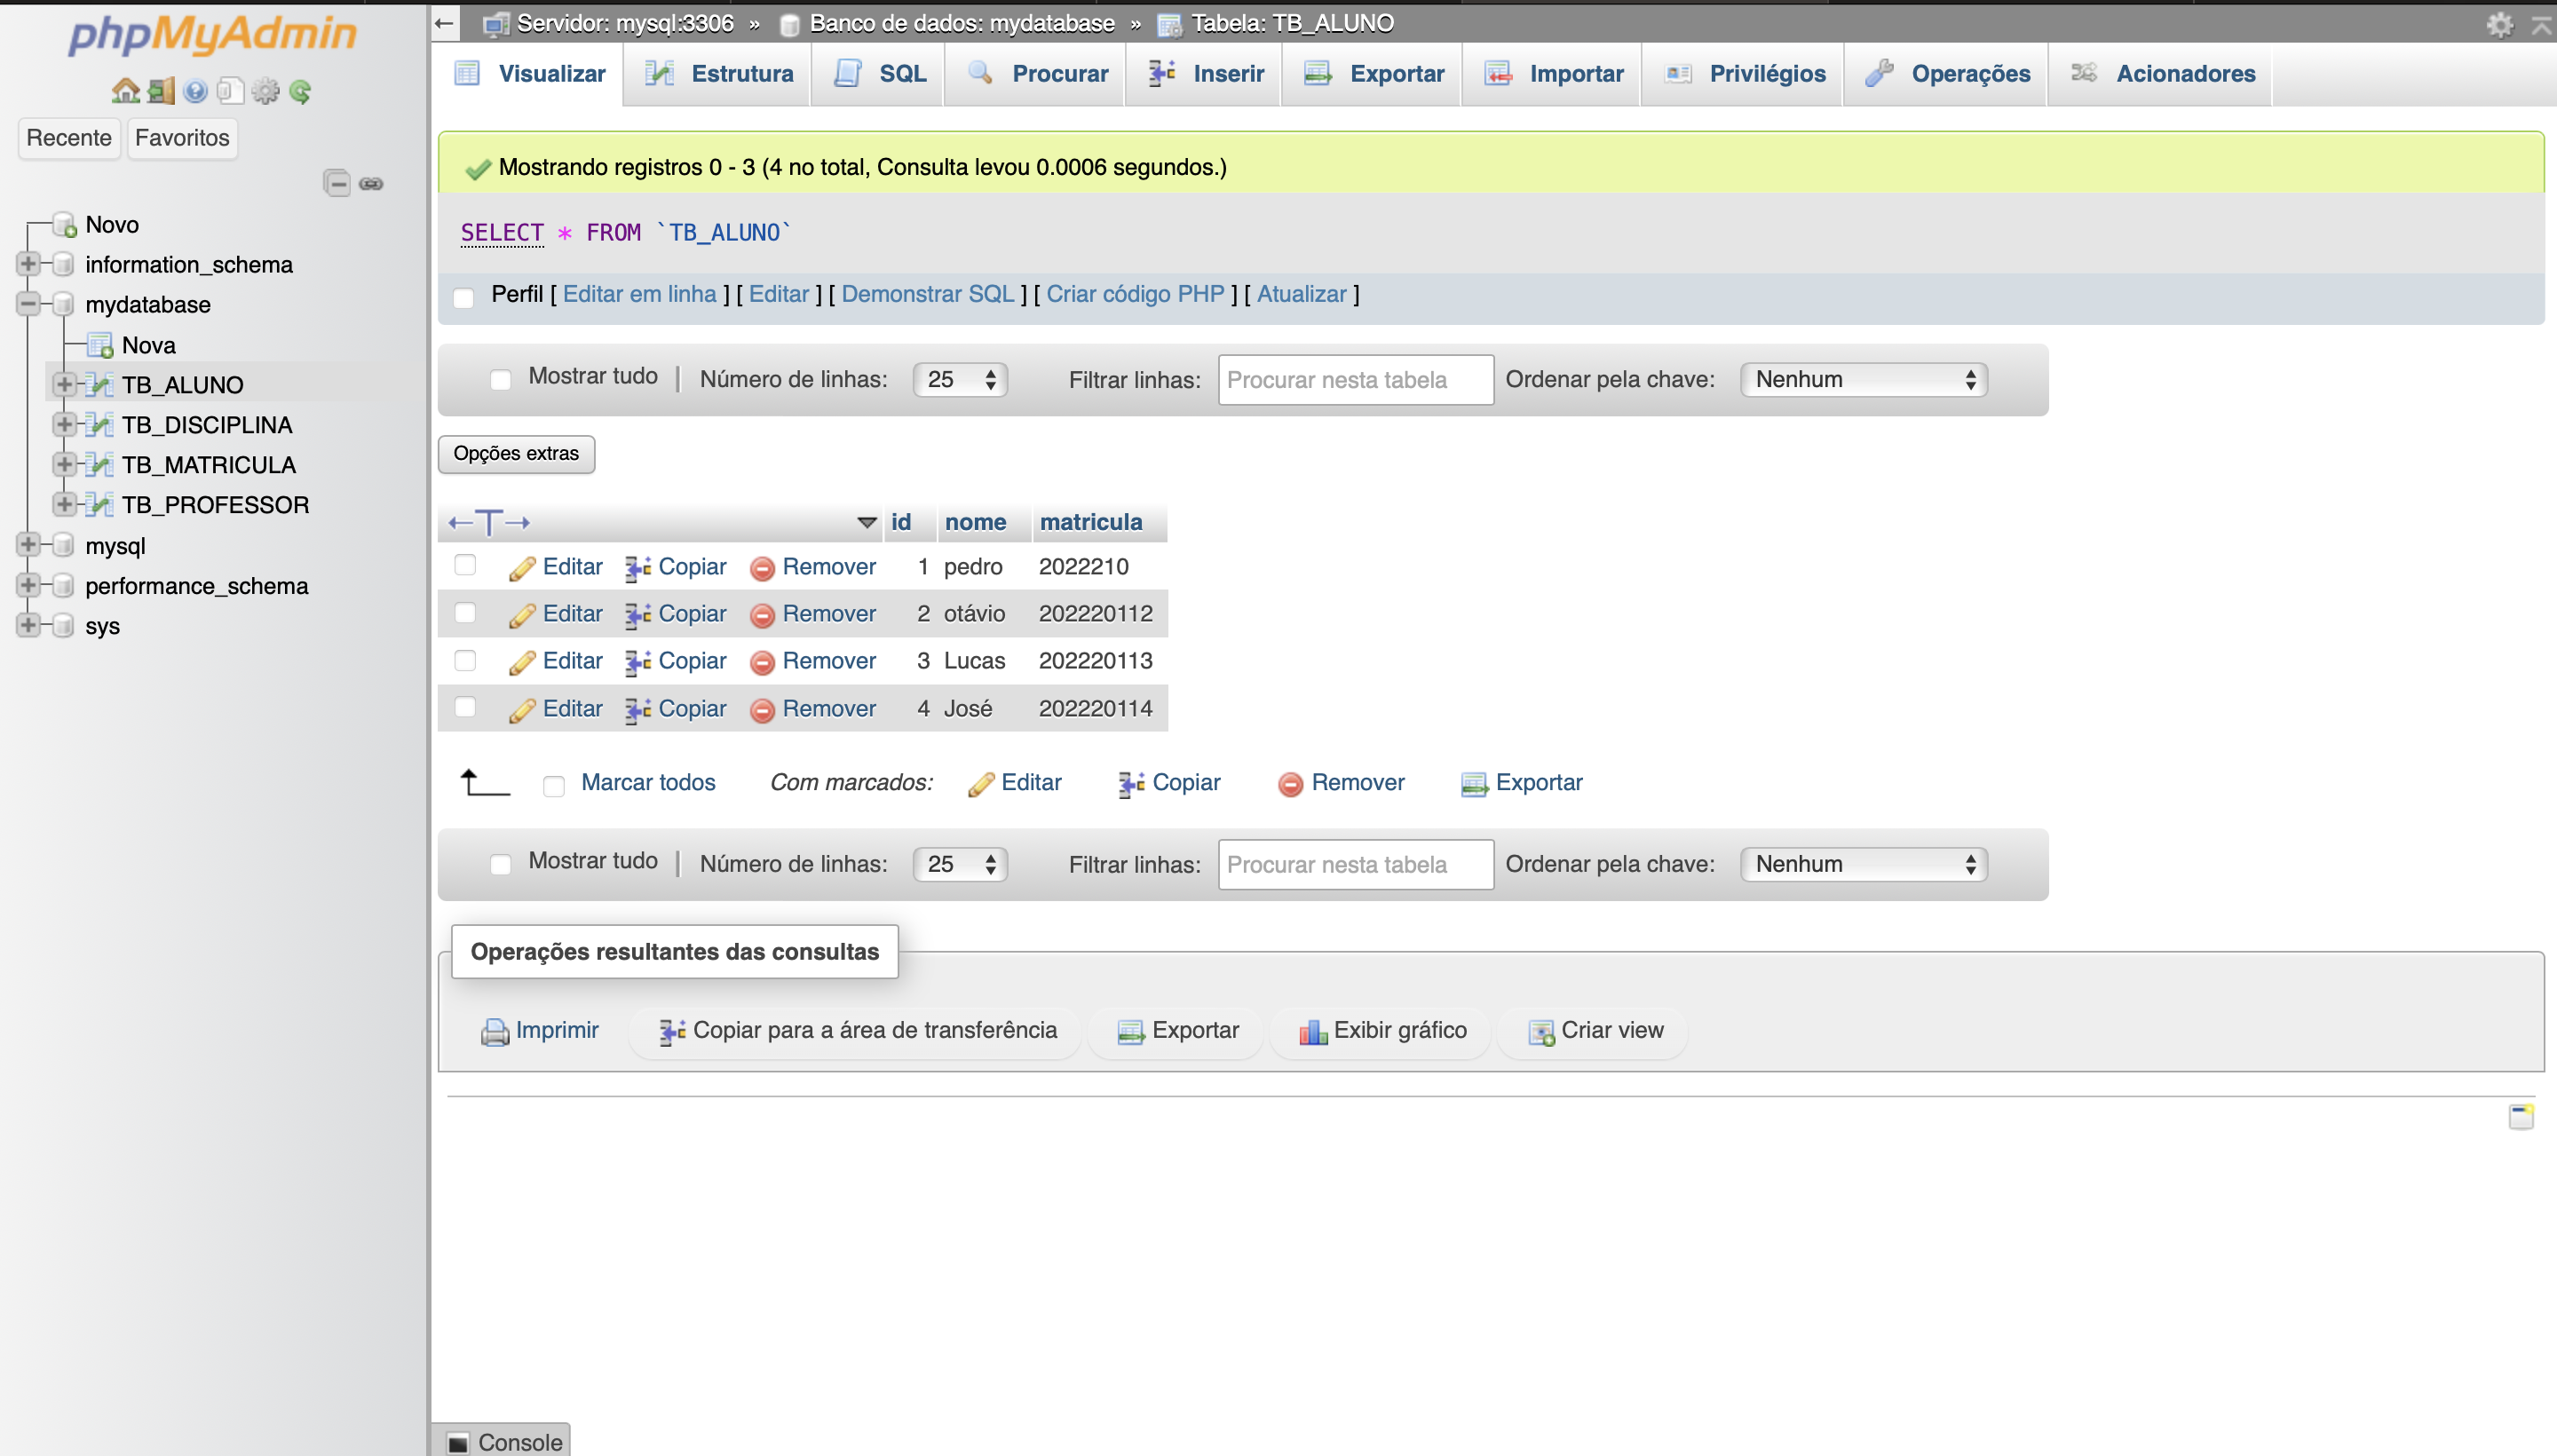 phpMyAdmin
Recente Favoritos
Novo
information_schema
mydatabase
Nova
TB_ALUNO
TB_DISCIPLINA
TB_MATRICULA
TB_PROFESSOR
mysql
performance_schema
sys
Servidor: mysql:3306 » Banco de dados: mydatabase » Tabela: TB_ALUNO
Visualizar Estrutura SQL Procurar Inserir Exportar Importar Privilégios Operações Acionadores
Mostrando registros 0 - 3 (4 no total, Consulta levou 0.0006 segundos.)
SELECT * FROM `TB_ALUNO`
Perfil [ Editar em linha ] [ Editar ] [ Demonstrar SQL ] [ Criar código PHP ] [ Atualizar ]
Mostrar tudo | Número de linhas: 25 Filtrar linhas: Procurar nesta tabela Ordenar pela chave: Nenhum
Opções extras
←T→ id nome matricula
Editar Copiar Remover 1 pedro 2022210
Editar Copiar Remover 2 otávio 202220112
Editar Copiar Remover 3 Lucas 202220113
Editar Copiar Remover 4 José 202220114
Marcar todos Com marcados: Editar Copiar Remover Exportar
Mostrar tudo | Número de linhas: 25 Filtrar linhas: Procurar nesta tabela Ordenar pela chave: Nenhum
Operações resultantes das consultas
Imprimir Copiar para a área de transferência Exportar Exibir gráfico Criar view
Console